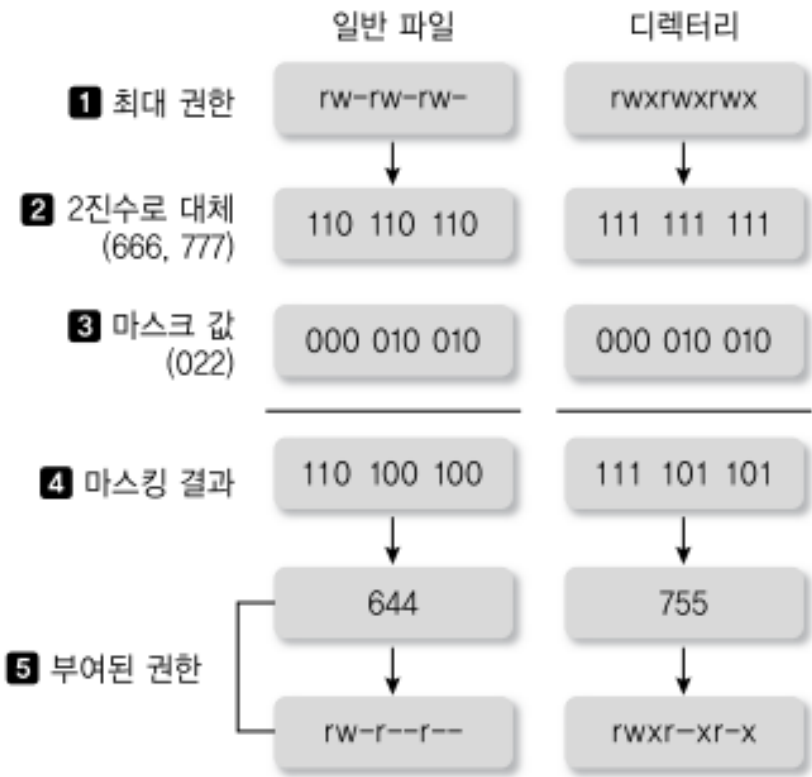 일반 파일 디렉터리
1 최대 권한 rw-rw-rw- rwxrwxrwx
2 2진수로 대체 110 110 110 111 111 111
(666, 777)
3 마스크 값 000 010 010 000 010 010
(022)
4 마스킹 결과 110 100 100 111 101 101
644 755
5 부여된 권한
rw-r--r-- rwxr-xr-x